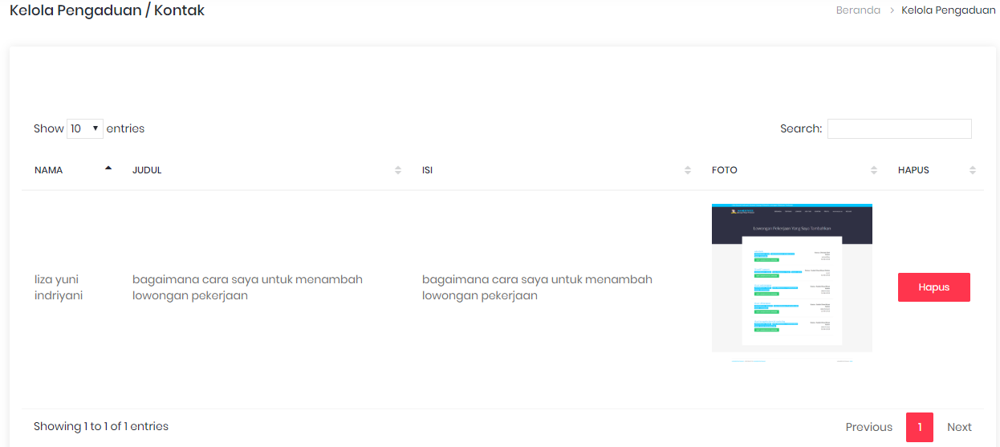 Kelola Pengaduan / Kontak
Beranda > Kelola Pengaduan
Show 10 entries
Search:
NAMA JUDUL ISI FOTO HAPUS
liza yuni
indriyani
bagaimana cara saya untuk menambah
lowongan pekerjaan
bagaimana cara saya untuk menambah
lowongan pekerjaan
Lowongan Pekerjaan Yang Saya Tambahkan
Hapus
Showing 1 to 1 of 1 entries
Previous 1 Next